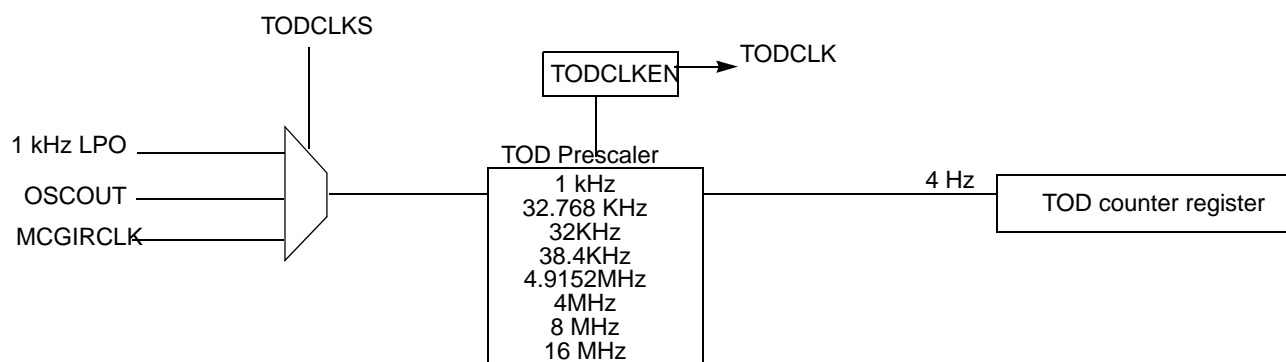 TODCLKS
TODCLKEN
TODCLK
1 kHz LPO
OSCOUT
MCGIRCLK
TOD Prescaler
1 kHz
32.768 KHz
32KHz
38.4KHz
4.9152MHz
4MHz
8 MHz
16 MHz
4 Hz
TOD counter register